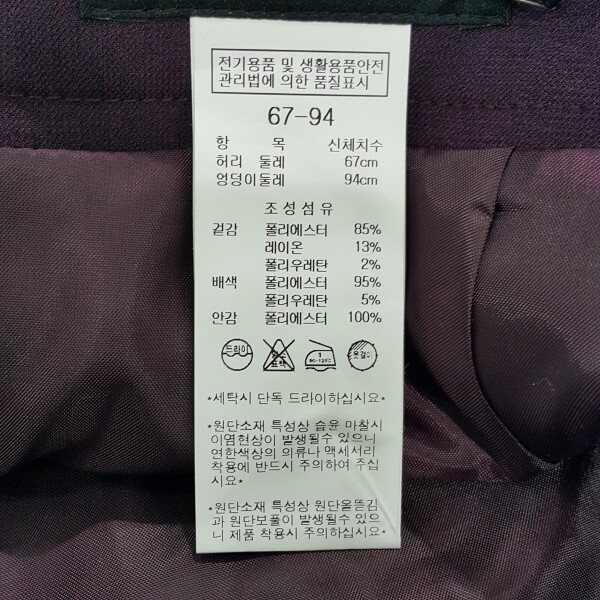 전기용품 및 생활용품안전
관리법에 의한 품질표시
67-94
항 목 신체치수
허리 둘레 67cm
엉덩이둘레 94cm
조성섬유
겉감 폴리에스터 85%
레이온 13%
폴리우레탄 2%
배색 폴리에스터 95%
폴리우레탄 5%
안감 폴리에스터 100%
드라이 1 옷걸이
*세탁시 단독 드라이하십시요*
*원단소재 특성상 습윤 마찰시
이염현상이 발생될수 있으니
연한색상의 의류나 액세서리
착용에 반드시 주의하여 주십
시요*
*원단소재 특성상 원단올뜯김
과 원단보풀이 발생될수 있으
니 제품 착용시 주의하십시요*